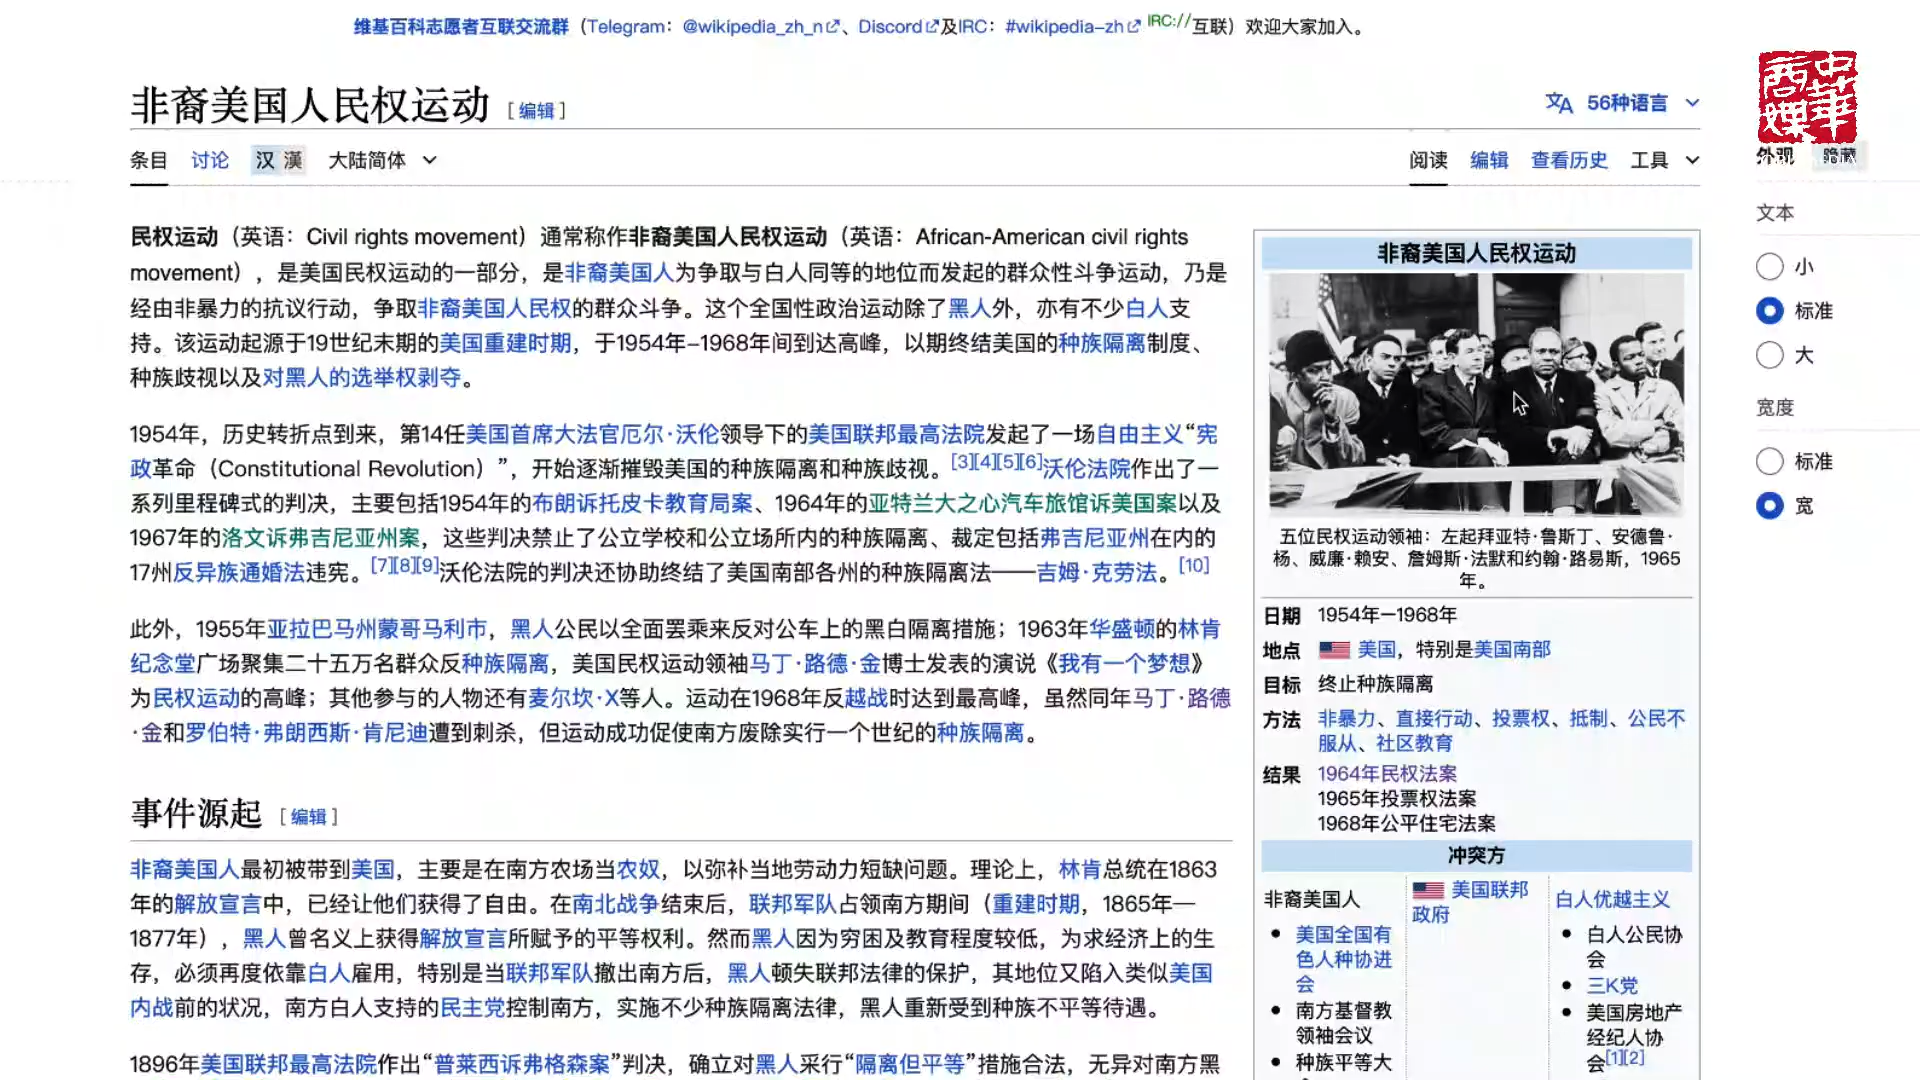 维基百科志愿者互联交流群（Telegram：@wikipedia_zh_n、Discord及IRC：#wikipedia-zh IRC://互联）欢迎大家加入。
非裔美国人民权运动 [ 编辑 ]
56种语言
条目 讨论 汉 漢 大陆简体
阅读 编辑 查看历史 工具
民权运动（英语：Civil rights movement）通常称作非裔美国人民权运动（英语：African-American civil rights
movement），是美国民权运动的一部分，是非裔美国人为争取与白人同等的地位而发起的群众性斗争运动，乃是
经由非暴力的抗议行动，争取非裔美国人民权的群众斗争。这个全国性政治运动除了黑人外，亦有不少白人支
持。该运动起源于19世纪末期的美国重建时期，于1954年–1968年间到达高峰，以期终结美国的种族隔离制度、
种族歧视以及对黑人的选举权剥夺。
1954年，历史转折点到来，第14任美国首席大法官厄尔·沃伦领导下的美国联邦最高法院发起了一场自由主义“宪
政革命（Constitutional Revolution）”，开始逐渐摧毁美国的种族隔离和种族歧视。[3][4][5][6]沃伦法院作出了一
系列里程碑式的判决，主要包括1954年的布朗诉托皮卡教育局案、1964年的亚特兰大之心汽车旅馆诉美国案以及
1967年的洛文诉弗吉尼亚州案，这些判决禁止了公立学校和公立场所内的种族隔离、裁定包括弗吉尼亚州在内的
17州反异族通婚法违宪。[7][8][9]沃伦法院的判决还协助终结了美国南部各州的种族隔离法——吉姆·克劳法。[10]
此外，1955年亚拉巴马州蒙哥马利市，黑人公民以全面罢乘来反对公车上的黑白隔离措施；1963年华盛顿的林肯
纪念堂广场聚集二十五万名群众反种族隔离，美国民权运动领袖马丁·路德·金博士发表的演说《我有一个梦想》
为民权运动的高峰；其他参与的人物还有麦尔坎·X等人。运动在1968年反越战时达到最高峰，虽然同年马丁·路德
·金和罗伯特·弗朗西斯·肯尼迪遭到刺杀，但运动成功促使南方废除实行一个世纪的种族隔离。
事件源起 [ 编辑 ]
非裔美国人最初被带到美国，主要是在南方农场当农奴，以弥补当地劳动力短缺问题。理论上，林肯总统在1863
年的解放宣言中，已经让他们获得了自由。在南北战争结束后，联邦军队占领南方期间（重建时期，1865年—
1877年），黑人曾名义上获得解放宣言所赋予的平等权利。然而黑人因为穷困及教育程度较低，为求经济上的生
存，必须再度依靠白人雇用，特别是当联邦军队撤出南方后，黑人顿失联邦法律的保护，其地位又陷入类似美国
内战前的状况，南方白人支持的民主党控制南方，实施不少种族隔离法律，黑人重新受到种族不平等待遇。
1896年美国联邦最高法院作出“普莱西诉弗格森案”判决，确立对黑人采行“隔离但平等”措施合法，无异对南方黑
非裔美国人民权运动
五位民权运动领袖：左起拜亚特·鲁斯丁、安德鲁·
杨、威廉·赖安、詹姆斯·法默和约翰·路易斯，1965
年。
日期 1954年—1968年
地点 美国，特别是美国南部
目标 终止种族隔离
方法 非暴力、直接行动、投票权、抵制、公民不
服从、社区教育
结果 1964年民权法案
1965年投票权法案
1968年公平住宅法案
冲突方
非裔美国人
美国全国有
色人种协进
会
南方基督教
领袖会议
种族平等大
美国联邦
政府
白人优越主义
白人公民协
会
三K党
美国房地产
经纪人协
会[1][2]
中華
西媒
外观 隐藏
文本
小
标准
大
宽度
标准
宽